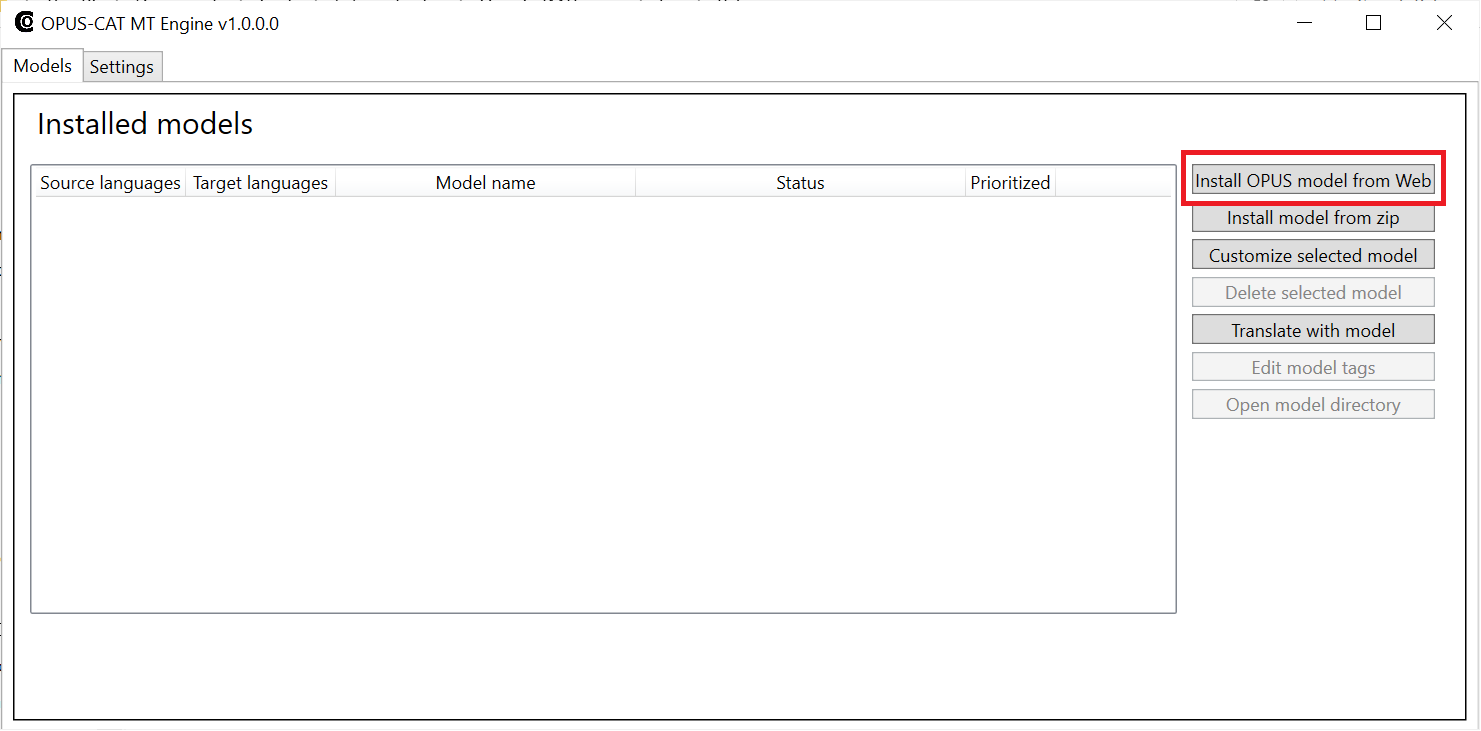 OPUS-CAT MT Engine v1.0.0.0
Models Settings
Installed models
Source languages Target languages Model name Status Prioritized
Install OPUS model from Web
Install model from zip
Customize selected model
Delete selected model
Translate with model
Edit model tags
Open model directory